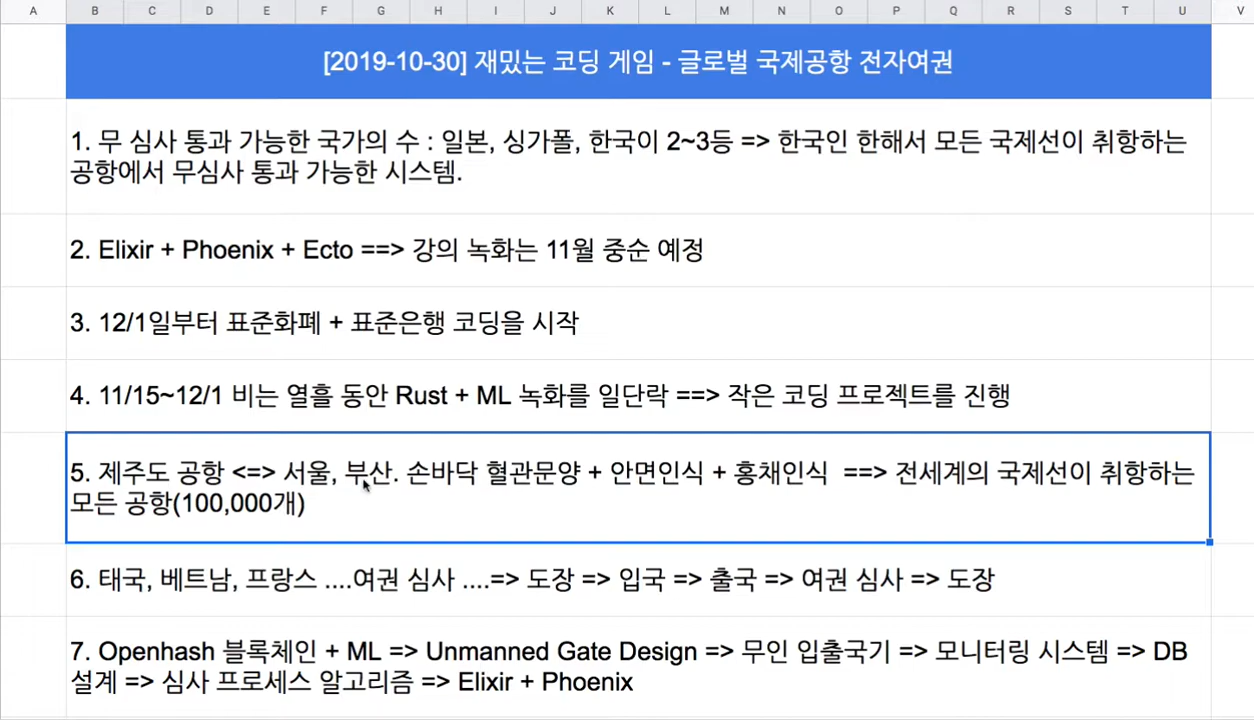 A B C D E F G H I J K L M N O P Q R S T U V
[2019-10-30] 재밌는 코딩 게임 - 글로벌 국제공항 전자여권
1. 무 심사 통과 가능한 국가의 수 : 일본, 싱가폴, 한국이 2~3등 => 한국인 한해서 모든 국제선이 취항하는
공항에서 무심사 통과 가능한 시스템.
2. Elixir + Phoenix + Ecto ==> 강의 녹화는 11월 중순 예정
3. 12/1일부터 표준화폐 + 표준은행 코딩을 시작
4. 11/15~12/1 비는 열흘 동안 Rust + ML 녹화를 일단락 ==> 작은 코딩 프로젝트를 진행
5. 제주도 공항 <=> 서울, 부산. 손바닥 혈관문양 + 안면인식 + 홍채인식  ==> 전세계의 국제선이 취항하는
모든 공항(100,000개)
6. 태국, 베트남, 프랑스 ....여권 심사 ....=> 도장 => 입국 => 출국 => 여권 심사 => 도장
7. Openhash 블록체인 + ML => Unmanned Gate Design => 무인 입출국기 => 모니터링 시스템 => DB
설계 => 심사 프로세스 알고리즘 => Elixir + Phoenix